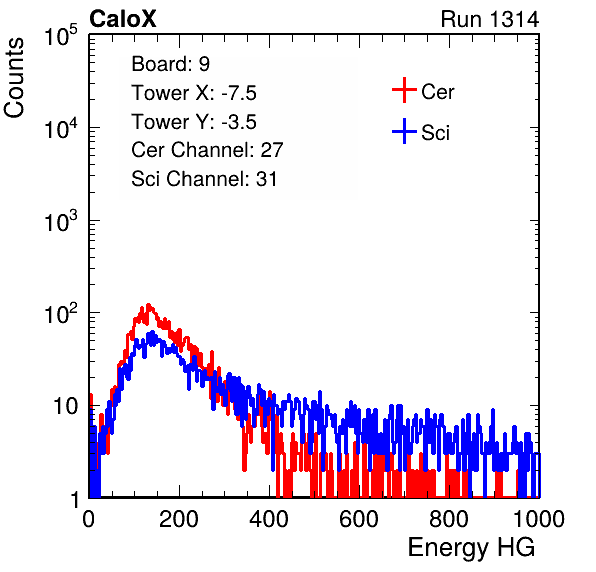 CaloX Run 1314
Counts
Board: 9
Tower X: -7.5
Tower Y: -3.5
Cer Channel: 27
Sci Channel: 31
Cer
Sci
10^5
10^4
10^3
10^2
10
1
0 200 400 600 800 1000
Energy HG